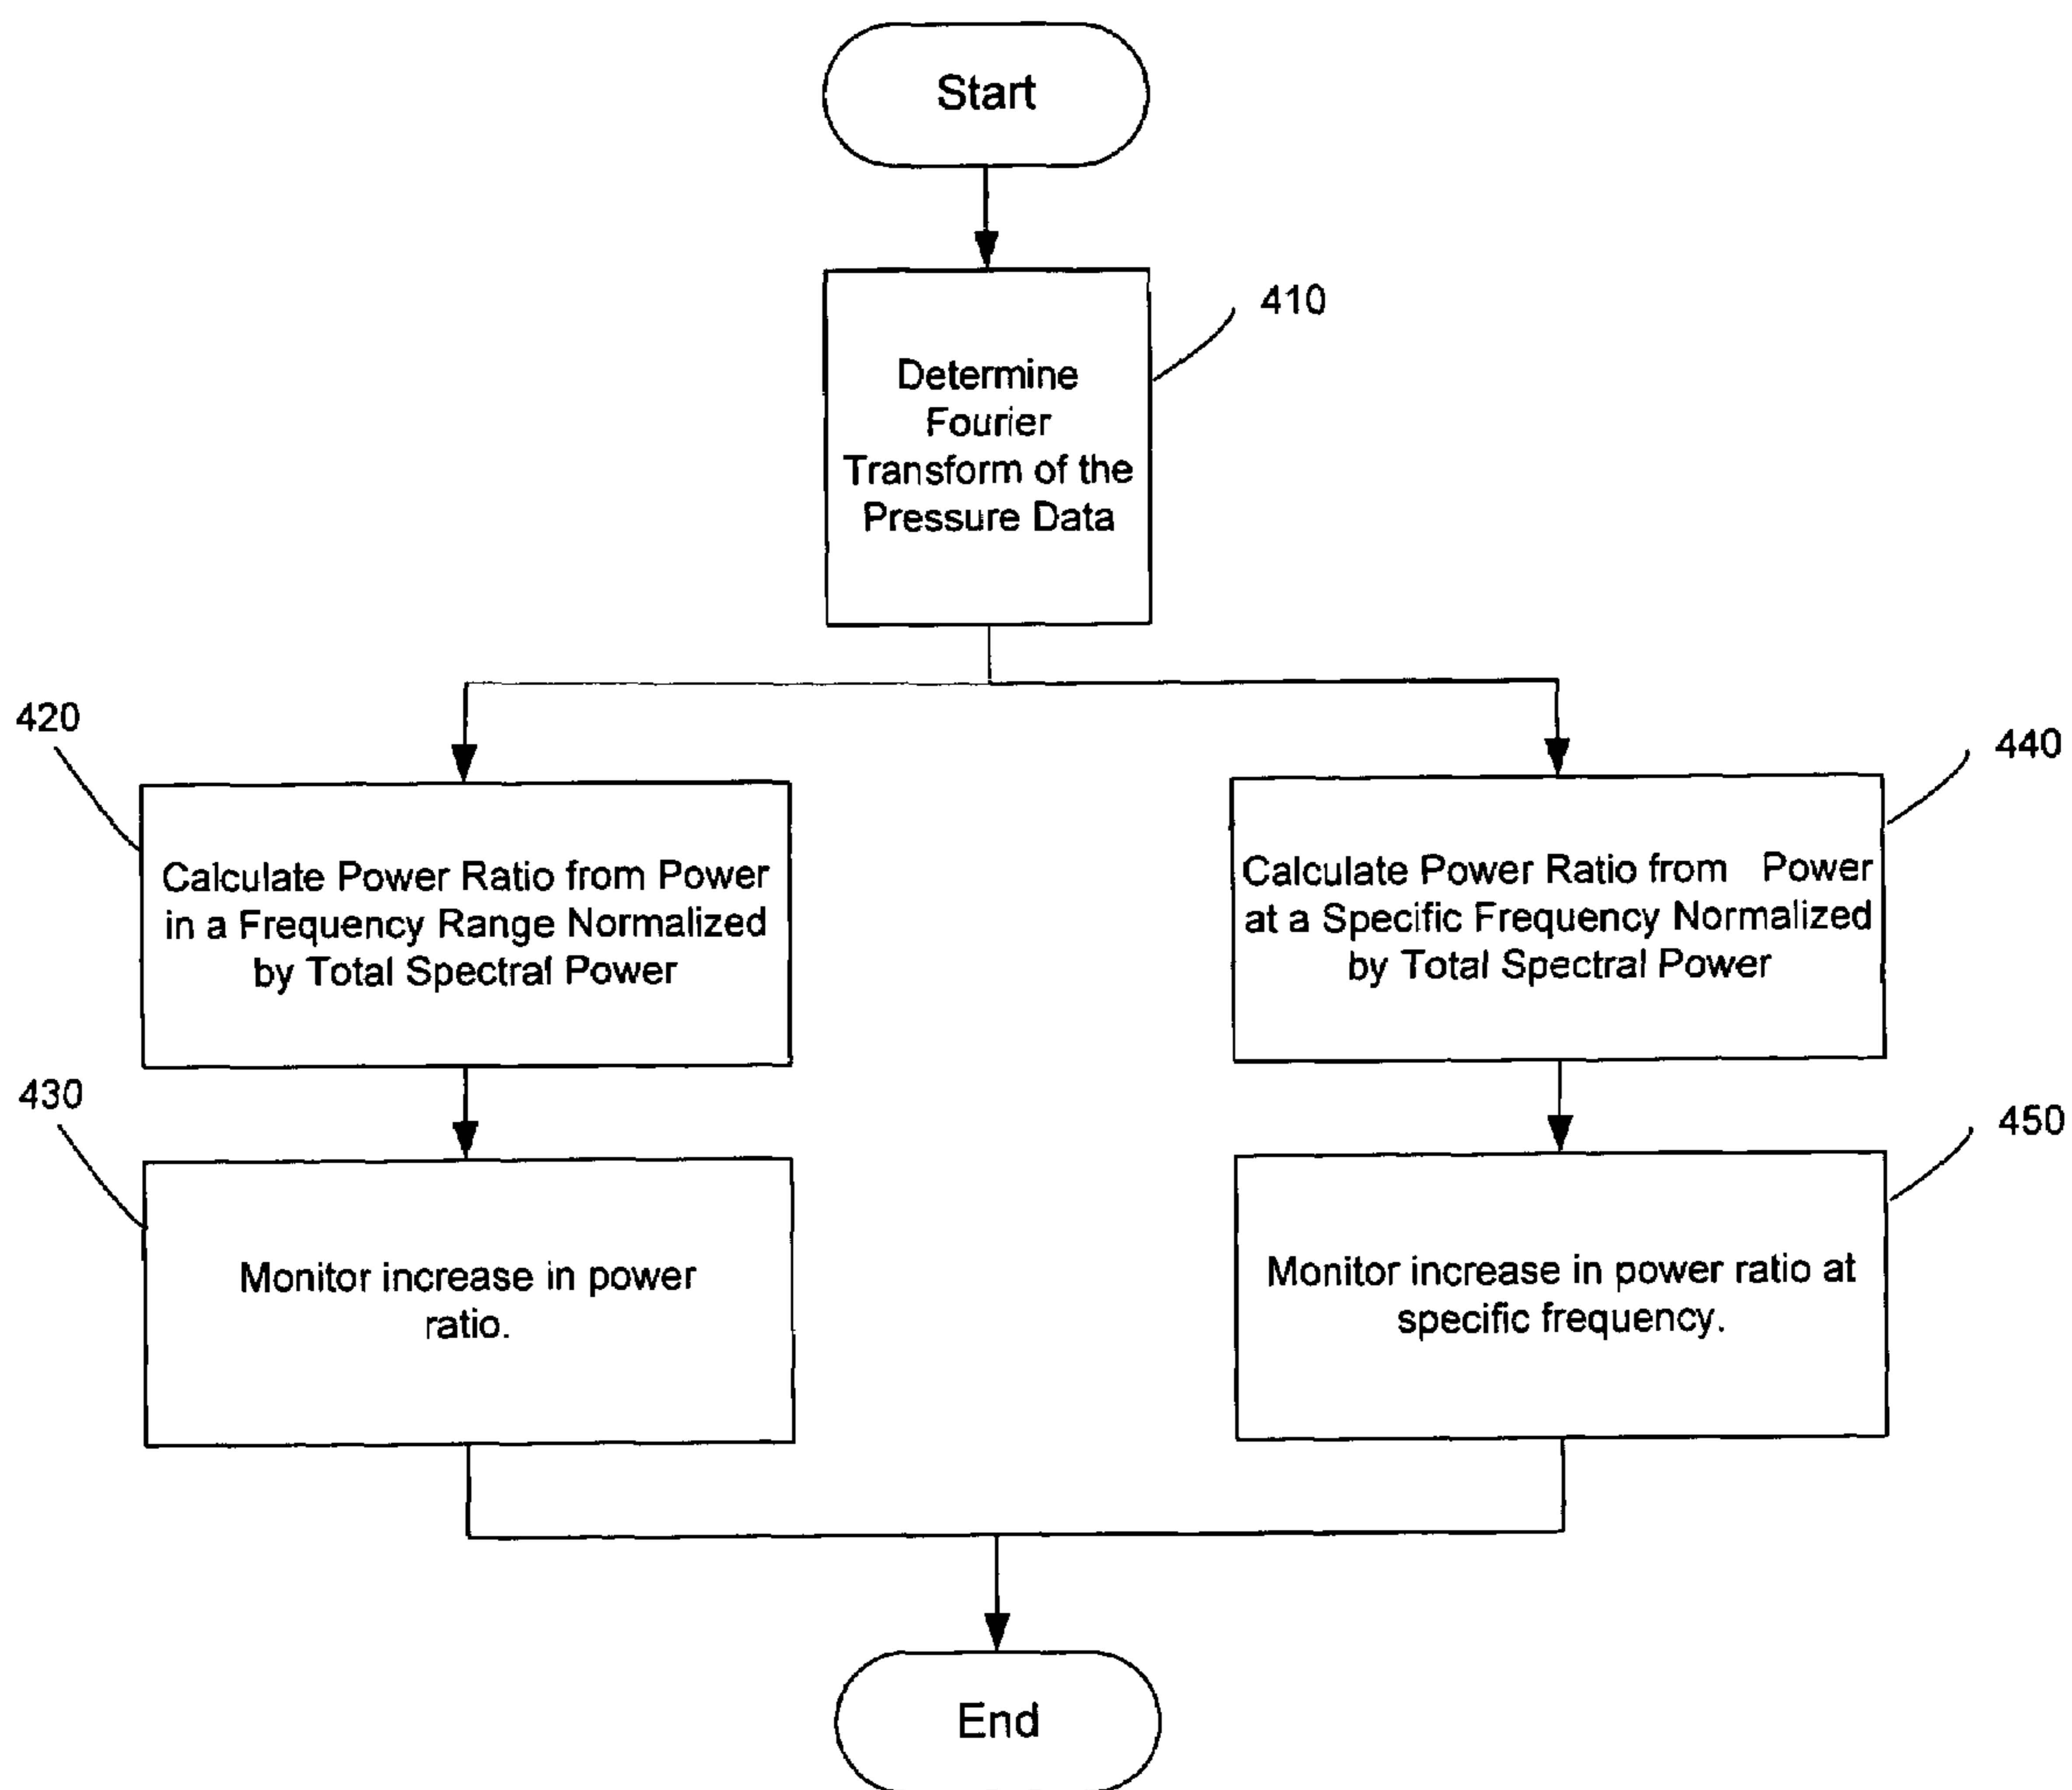 Start
410
Determine
Fourier
Transform of the
Pressure Data
420
440
Calculate Power Ratio from Power
in a Frequency Range Normalized
by Total Spectral Power
Calculate Power Ratio from Power
at a Specific Frequency Normalized
by Total Spectral Power
430
450
Monitor increase in power
ratio.
Monitor increase in power ratio at
specific frequency.
End